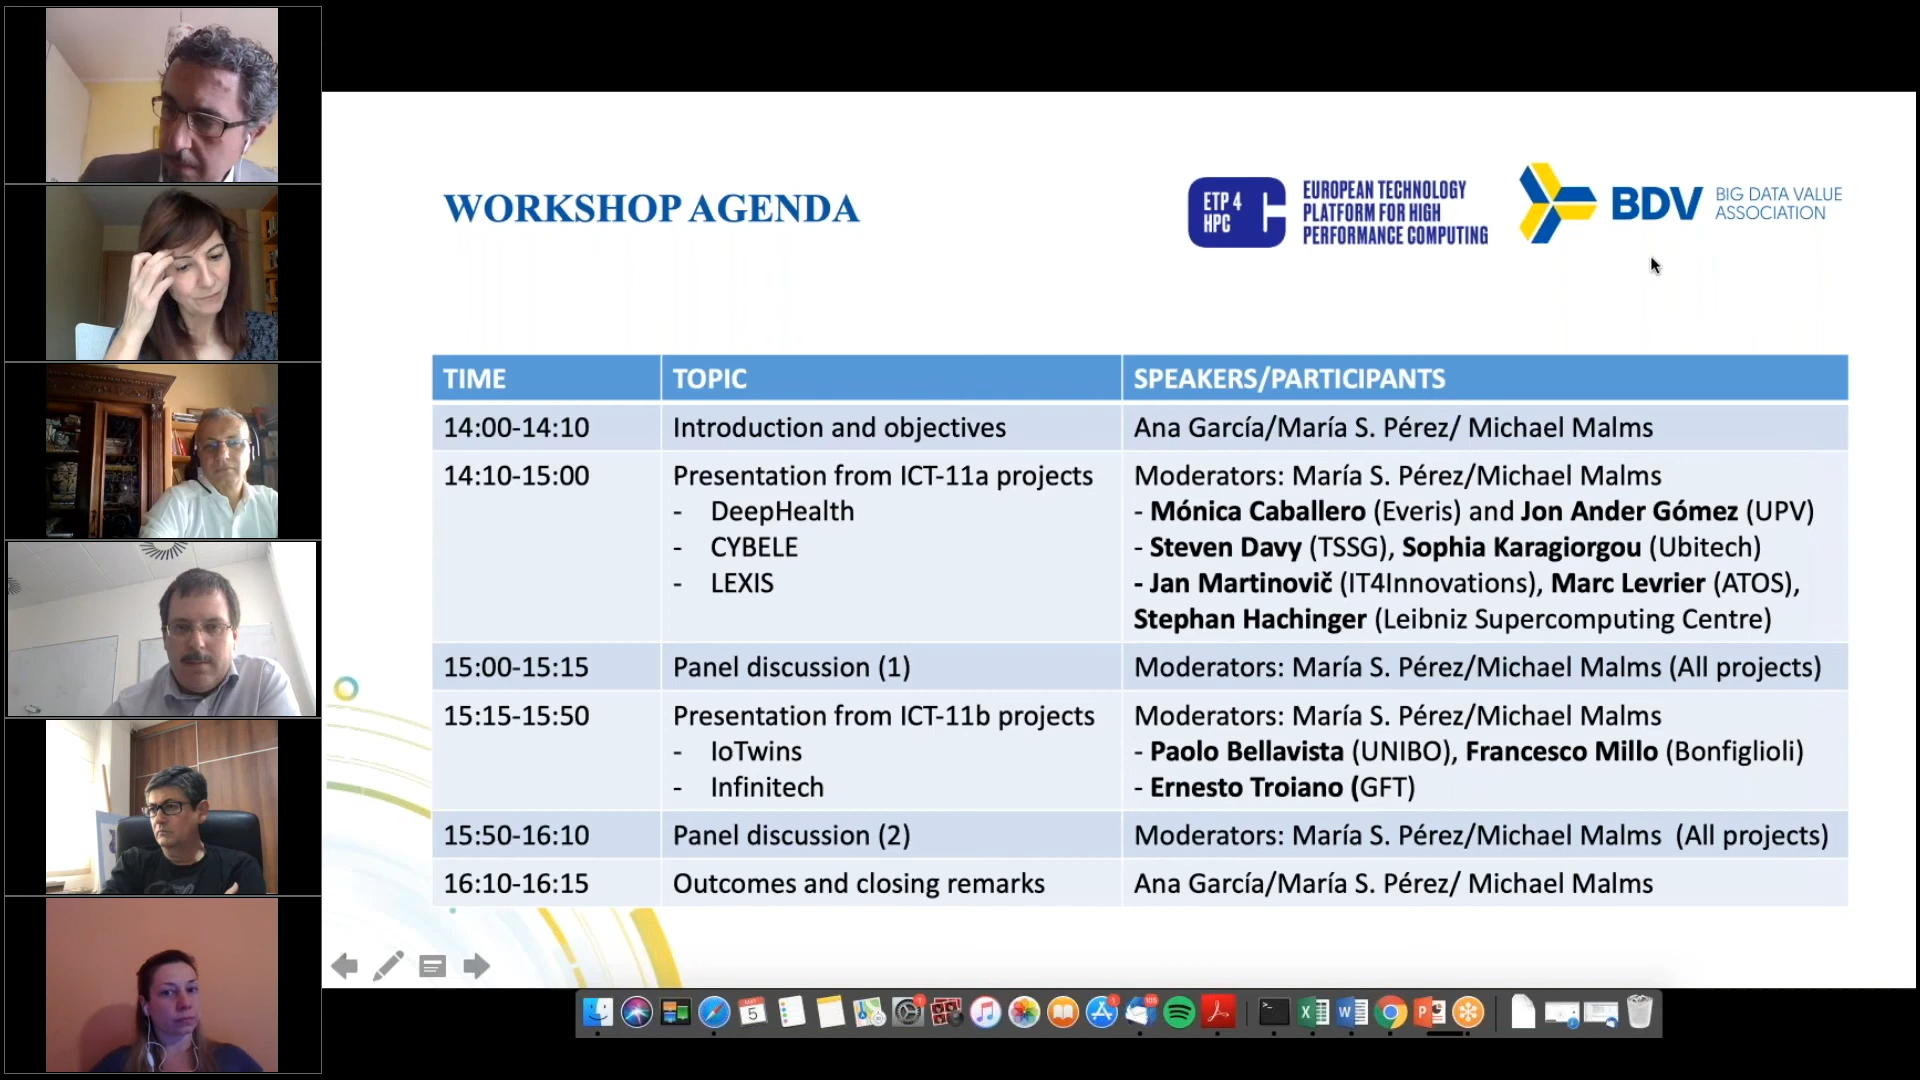 WORKSHOP AGENDA
ETP 4
HPC
EUROPEAN TECHNOLOGY
PLATFORM FOR HIGH
PERFORMANCE COMPUTING
BDV
BIG DATA VALUE
ASSOCIATION
TIME
TOPIC
SPEAKERS/PARTICIPANTS
14:00-14:10
Introduction and objectives
Ana García/María S. Pérez/ Michael Malms
14:10-15:00
Presentation from ICT-11a projects
- DeepHealth
- CYBELE
- LEXIS
Moderators: María S. Pérez/Michael Malms
- Mónica Caballero (Everis) and Jon Ander Gómez (UPV)
- Steven Davy (TSSG), Sophia Karagiorgou (Ubitech)
- Jan Martinovič (IT4Innovations), Marc Levrier (ATOS),
Stephan Hachinger (Leibniz Supercomputing Centre)
15:00-15:15
Panel discussion (1)
Moderators: María S. Pérez/Michael Malms (All projects)
15:15-15:50
Presentation from ICT-11b projects
- IoTwins
- Infinitech
Moderators: María S. Pérez/Michael Malms
- Paolo Bellavista (UNIBO), Francesco Millo (Bonfiglioli)
- Ernesto Troiano (GFT)
15:50-16:10
Panel discussion (2)
Moderators: María S. Pérez/Michael Malms (All projects)
16:10-16:15
Outcomes and closing remarks
Ana García/María S. Pérez/ Michael Malms
5